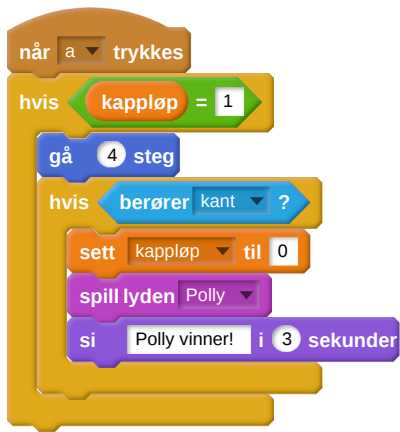 når a trykkes
hvis kappløp = 1
gå 4 steg
hvis berører kant ?
sett kappløp til 0
spill lyden Polly
si Polly vinner! i 3 sekunder